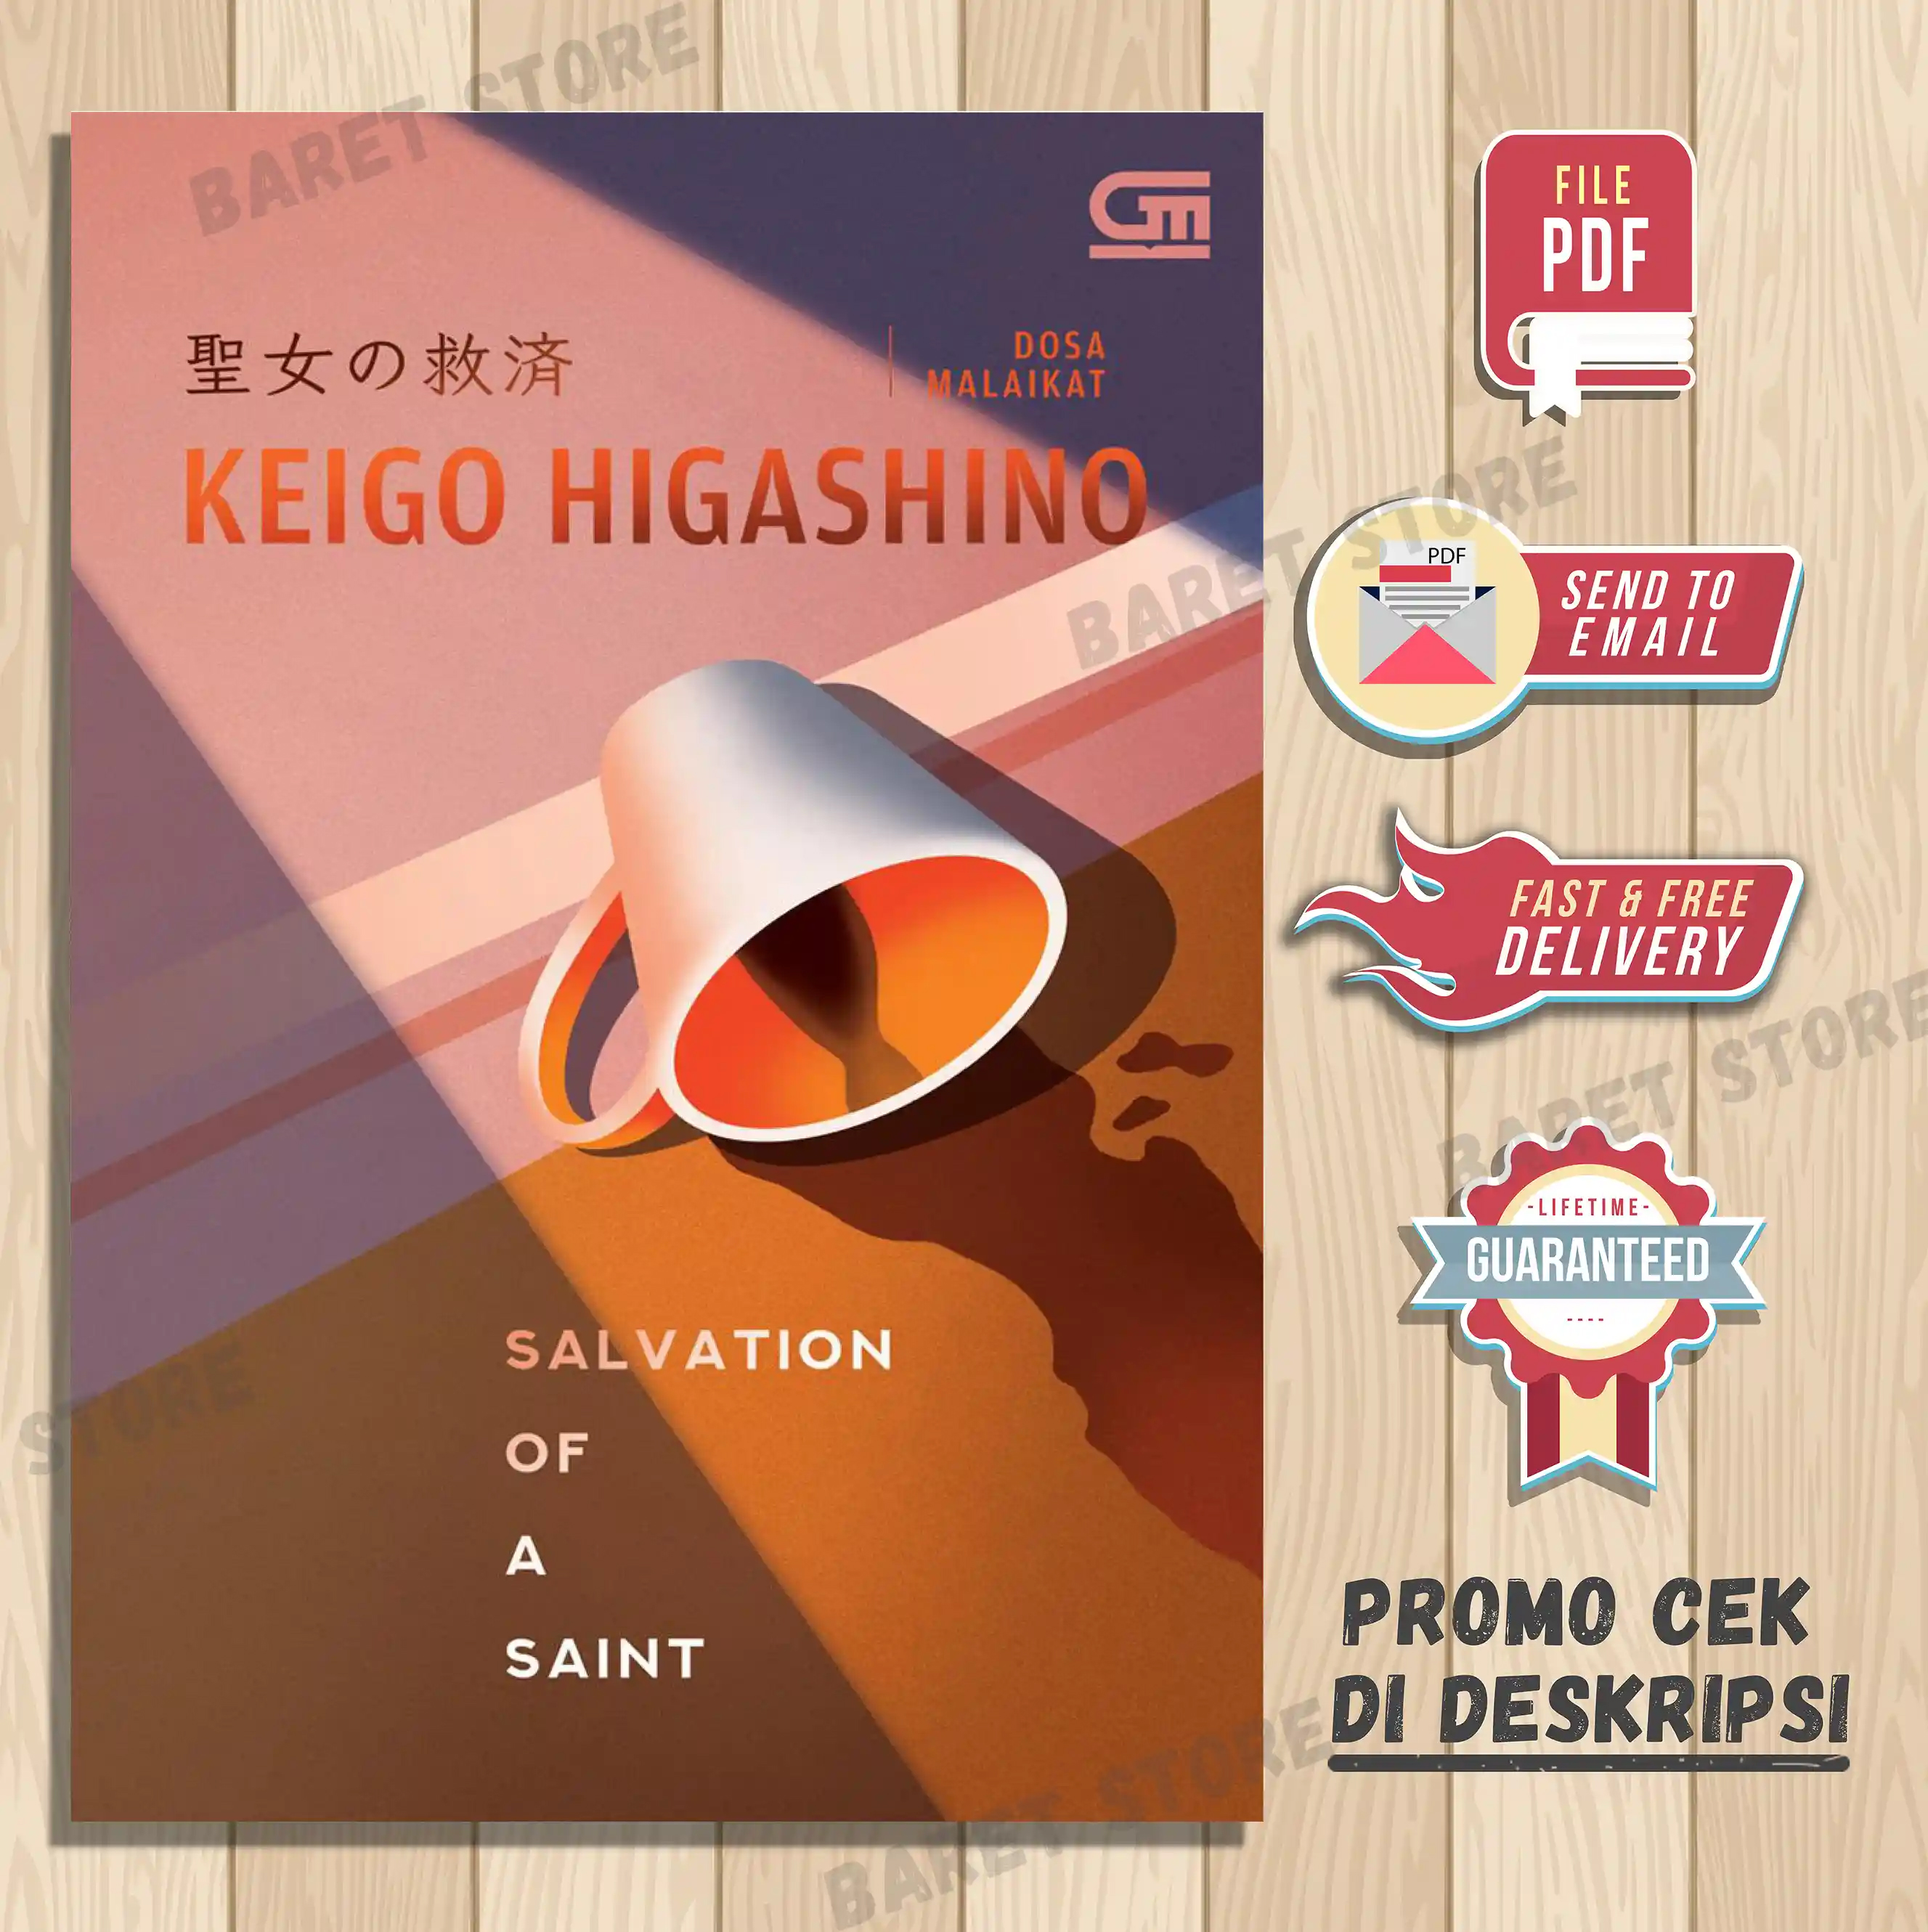 聖女の救済
DOSA
MALAIKAT
KEIGO HIGASHINO
SALVATION
OF
A
SAINT
FILE
PDF
PDF
SEND TO
EMAIL
FAST & FREE
DELIVERY
-LIFETIME-
GUARANTEED
----
PROMO CEK
DI DESKRIPSI
BARET STORE
BARET STORE
BARET STORE
STORE
BARET STORE